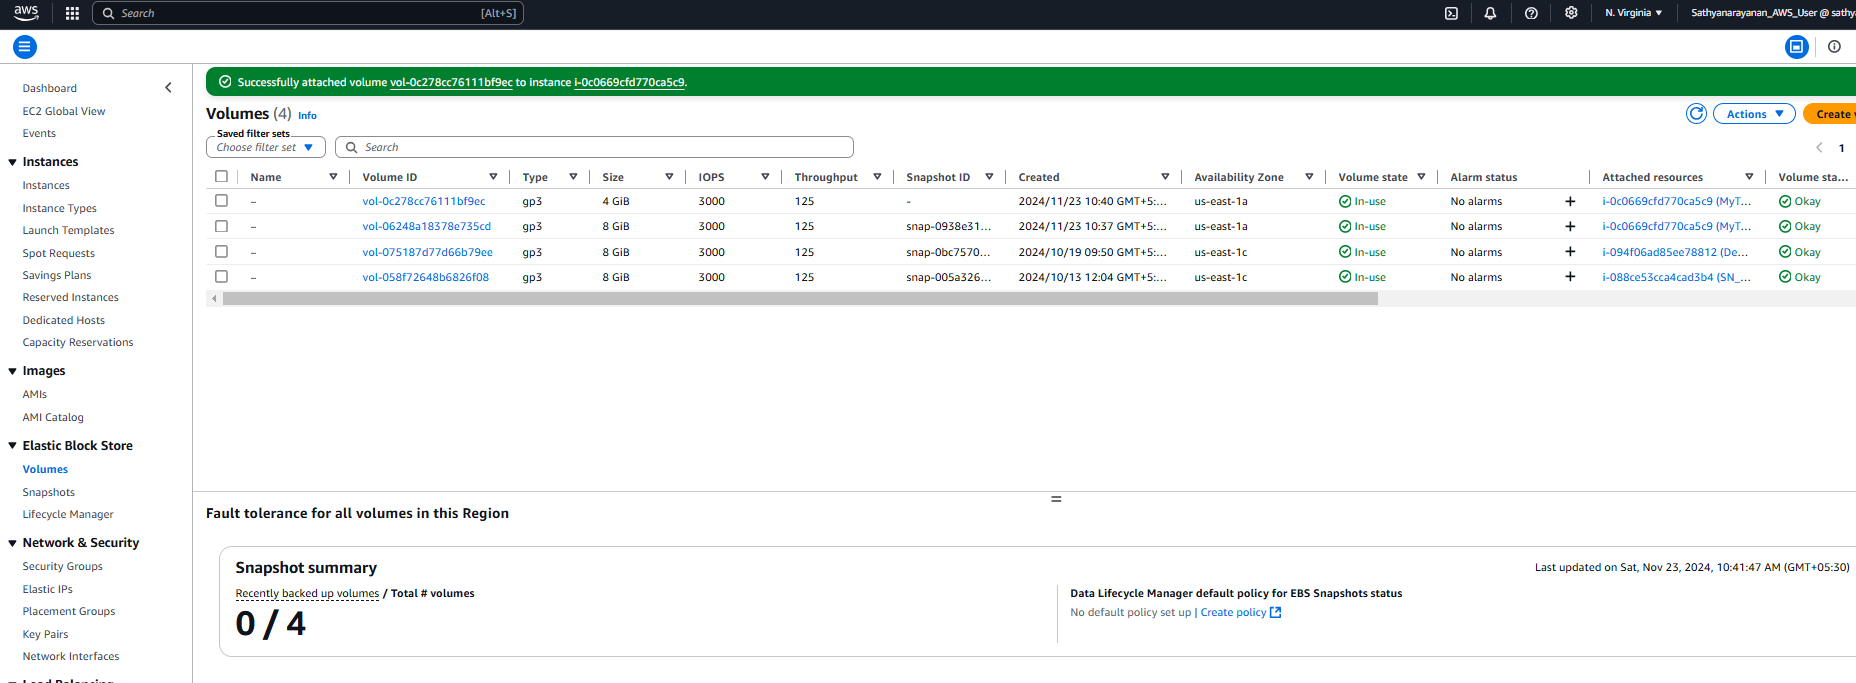 aws Search [Alt+S] N. Virginia Sathyanarayanan_AWS_User @ sathy
Successfully attached volume vol-0c278cc76111bf9ec to instance i-0c0669cfd770ca5c9.
Dashboard
EC2 Global View
Events
Instances
Instances
Instance Types
Launch Templates
Spot Requests
Savings Plans
Reserved Instances
Dedicated Hosts
Capacity Reservations
Images
AMIs
AMI Catalog
Elastic Block Store
Volumes
Snapshots
Lifecycle Manager
Network & Security
Security Groups
Elastic IPs
Placement Groups
Key Pairs
Network Interfaces
Volumes (4) Info Actions Create
Saved filter sets
Choose filter set Search 1
Name Volume ID Type Size IOPS Throughput Snapshot ID Created Availability Zone Volume state Alarm status Attached resources Volume sta...
– vol-0c278cc76111bf9ec gp3 4 GiB 3000 125 - 2024/11/23 10:40 GMT+5:... us-east-1a In-use No alarms + i-0c0669cfd770ca5c9 (MyT... Okay
– vol-06248a18378e735cd gp3 8 GiB 3000 125 snap-0938e31... 2024/11/23 10:37 GMT+5:... us-east-1a In-use No alarms + i-0c0669cfd770ca5c9 (MyT... Okay
– vol-075187d77d66b79ee gp3 8 GiB 3000 125 snap-0bc7570... 2024/10/19 09:50 GMT+5:... us-east-1c In-use No alarms + i-094f06ad85ee78812 (De... Okay
– vol-058f72648b6826f08 gp3 8 GiB 3000 125 snap-005a326... 2024/10/13 12:04 GMT+5:... us-east-1c In-use No alarms + i-088ce53cca4cad3b4 (SN_... Okay
Fault tolerance for all volumes in this Region
Snapshot summary
Last updated on Sat, Nov 23, 2024, 10:41:47 AM (GMT+05:30)
Recently backed up volumes / Total # volumes
0 / 4
Data Lifecycle Manager default policy for EBS Snapshots status
No default policy set up | Create policy